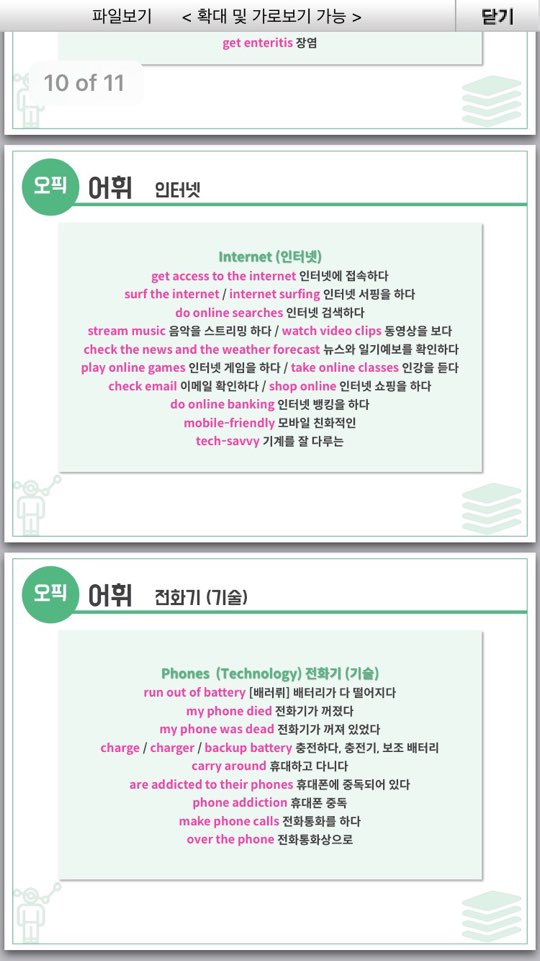 파일보기 < 확대 및 가로보기 가능 > 닫기
get enteritis 장염
10 of 11
오픽 어휘 인터넷
Internet (인터넷)
get access to the internet 인터넷에 접속하다
surf the internet / internet surfing 인터넷 서핑을 하다
do online searches 인터넷 검색하다
stream music 음악을 스트리밍 하다 / watch video clips 동영상을 보다
check the news and the weather forecast 뉴스와 일기예보를 확인하다
play online games 인터넷 게임을 하다 / take online classes 인강을 듣다
check email 이메일 확인하다 / shop online 인터넷 쇼핑을 하다
do online banking 인터넷 뱅킹을 하다
mobile-friendly 모바일 친화적인
tech-savvy 기계를 잘 다루는
오픽 어휘 전화기 (기술)
Phones (Technology) 전화기 (기술)
run out of battery [배러뤼] 배터리가 다 떨어지다
my phone died 전화기가 꺼졌다
my phone was dead 전화기가 꺼져 있었다
charge / charger / backup battery 충전하다, 충전기, 보조 배터리
carry around 휴대하고 다니다
are addicted to their phones 휴대폰에 중독되어 있다
phone addiction 휴대폰 중독
make phone calls 전화통화를 하다
over the phone 전화통화상으로